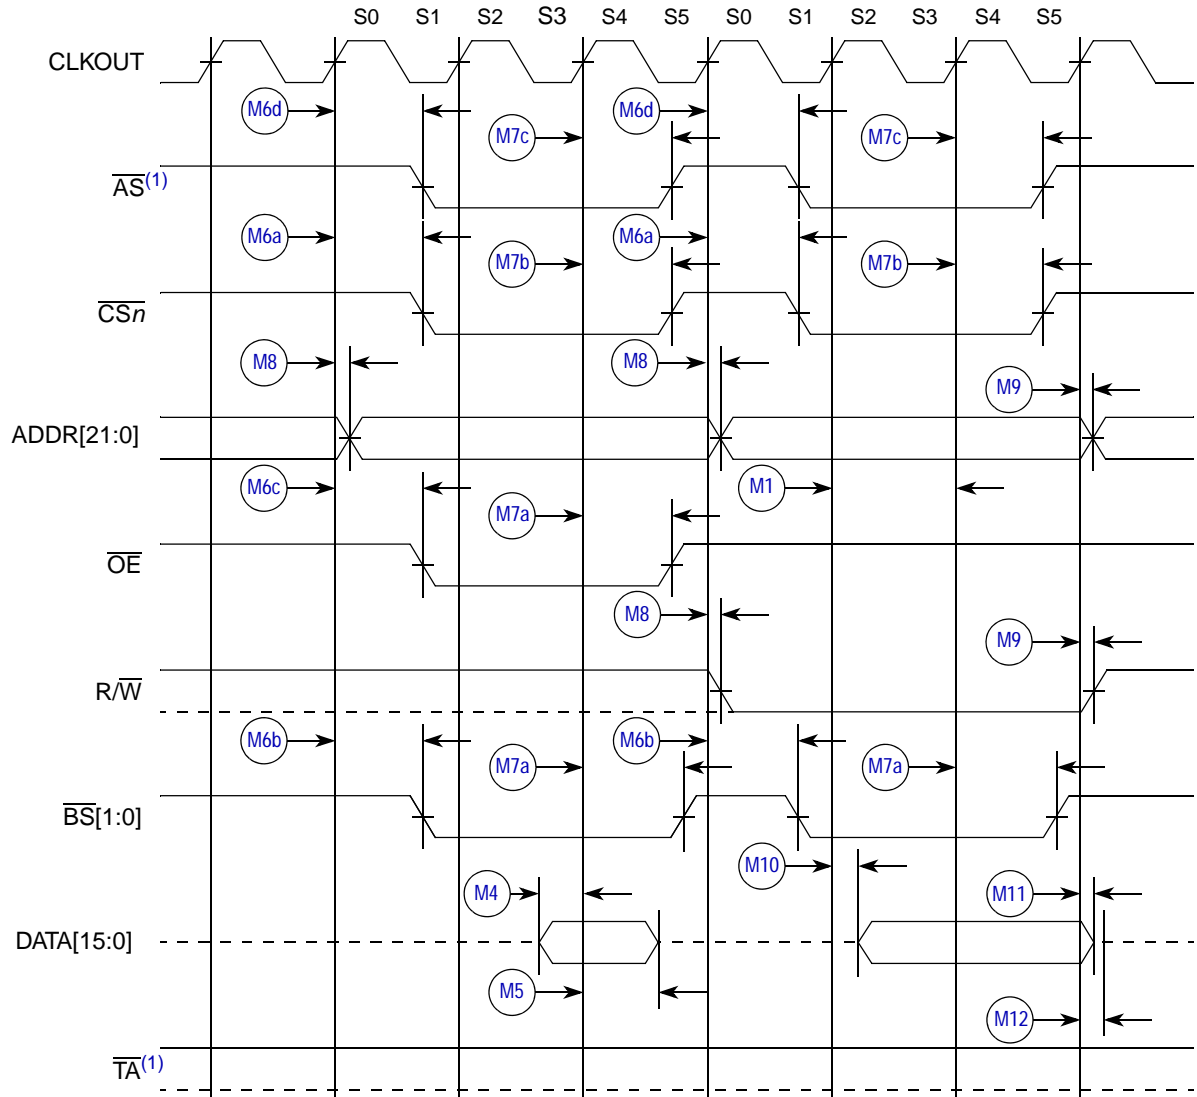 S0 S1 S2 S3 S4 S5 S0 S1 S2 S3 S4 S5
CLKOUT
M6d M6d
M7c M7c
AS(1)
M6a M6a
M7b M7b
CSn
M8 M8
M9
ADDR[21:0]
M6c M1
M7a
OE
M8
M9
R/W
M6b M6b
M7a M7a
BS[1:0]
M10
M4 M11
DATA[15:0]
M5
M12
TA(1)